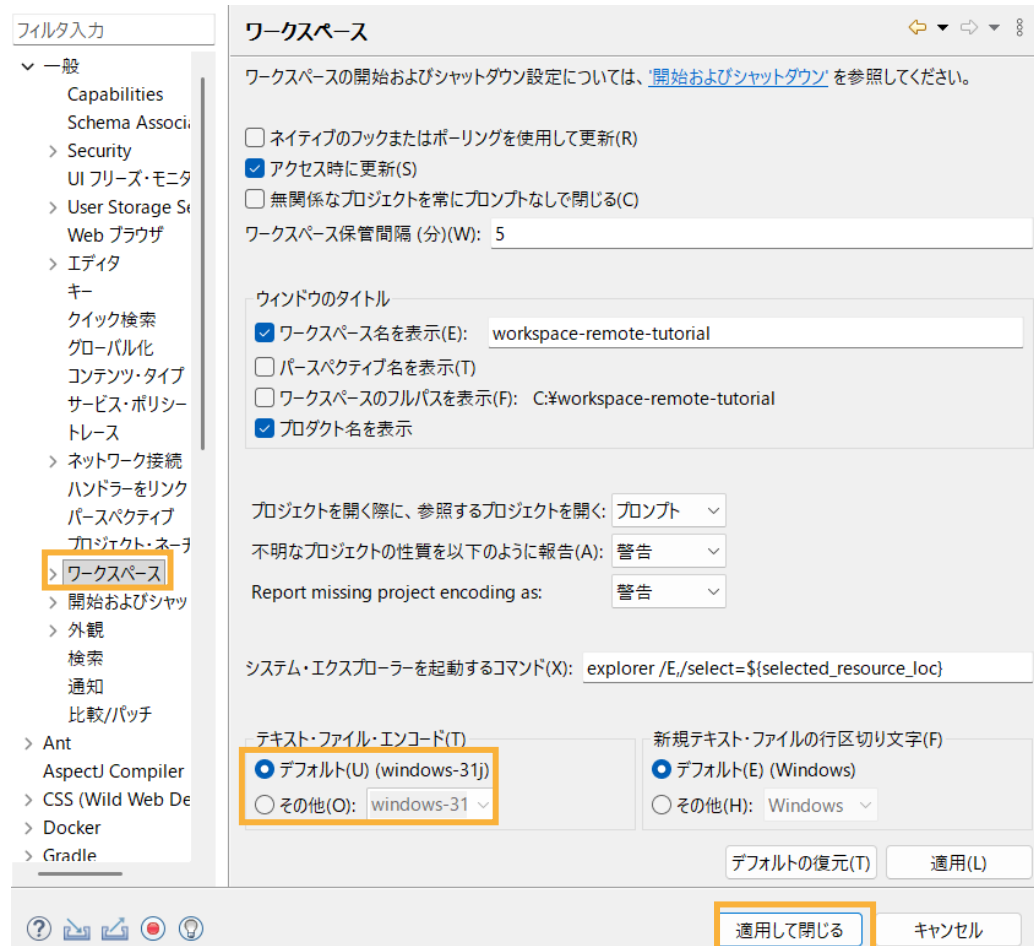 フィルタ入力
一般
Capabilities
Schema Associa
Security
UI フリーズ・モニタ
User Storage Se
Web ブラウザ
エディタ
キー
クイック検索
グローバル化
コンテンツ・タイプ
サービス・ポリシー
トレース
ネットワーク接続
ハンドラーをリンク
パースペクティブ
プロジェクト・ネーチ
ワークスペース
開始およびシャッ
外観
検索
通知
比較/パッチ
Ant
AspectJ Compiler
CSS (Wild Web De
Docker
Gradle
ワークスペース
ワークスペースの開始およびシャットダウン設定については、'開始およびシャットダウン' を参照してください。
ネイティブのフックまたはポーリングを使用して更新(R)
アクセス時に更新(S)
無関係なプロジェクトを常にプロンプトなしで閉じる(C)
ワークスペース保管間隔 (分)(W): 5
ウィンドウのタイトル
ワークスペース名を表示(E): workspace-remote-tutorial
パースペクティブ名を表示(T)
ワークスペースのフルパスを表示(F): C:¥workspace-remote-tutorial
プロダクト名を表示
プロジェクトを開く際に、参照するプロジェクトを開く: プロンプト
不明なプロジェクトの性質を以下のように報告(A): 警告
Report missing project encoding as: 警告
システム・エクスプローラーを起動するコマンド(X): explorer /E,/select=${selected_resource_loc}
テキスト・ファイル・エンコード(T)
デフォルト(U) (windows-31j)
その他(O): windows-31
新規テキスト・ファイルの行区切り文字(F)
デフォルト(E) (Windows)
その他(H): Windows
デフォルトの復元(T) 適用(L)
? 適用して閉じる キャンセル